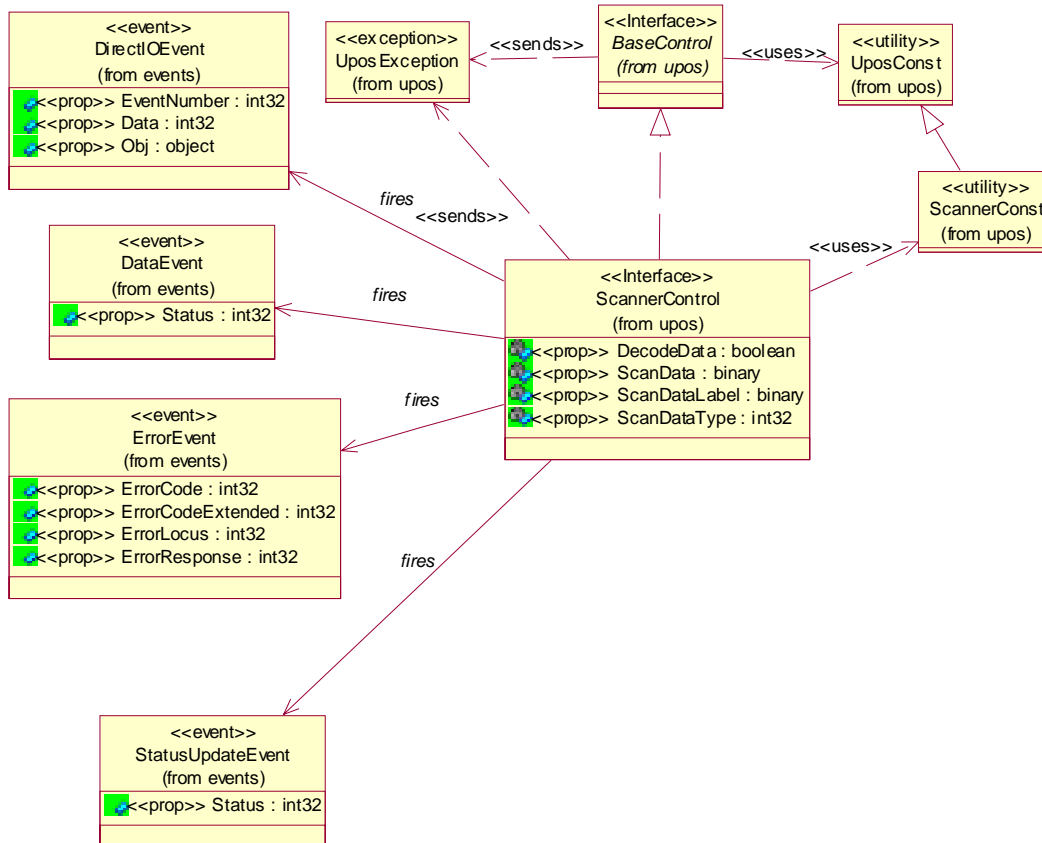 <<event>>
DirectIOEvent
(from events)
<<prop>> EventNumber : int32
<<prop>> Data : int32
<<prop>> Obj : object
<<exception>>
UposException
(from upos)
<<sends>>
<<Interface>>
BaseControl
(from upos)
<<uses>>
<<utility>>
UposConst
(from upos)
<<utility>>
ScannerConst
(from upos)
fires
<<sends>>
<<uses>>
<<event>>
DataEvent
(from events)
<<prop>> Status : int32
fires
<<Interface>>
ScannerControl
(from upos)
<<prop>> DecodeData : boolean
<<prop>> ScanData : binary
<<prop>> ScanDataLabel : binary
<<prop>> ScanDataType : int32
fires
<<event>>
ErrorEvent
(from events)
<<prop>> ErrorCode : int32
<<prop>> ErrorCodeExtended : int32
<<prop>> ErrorLocus : int32
<<prop>> ErrorResponse : int32
fires
<<event>>
StatusUpdateEvent
(from events)
<<prop>> Status : int32